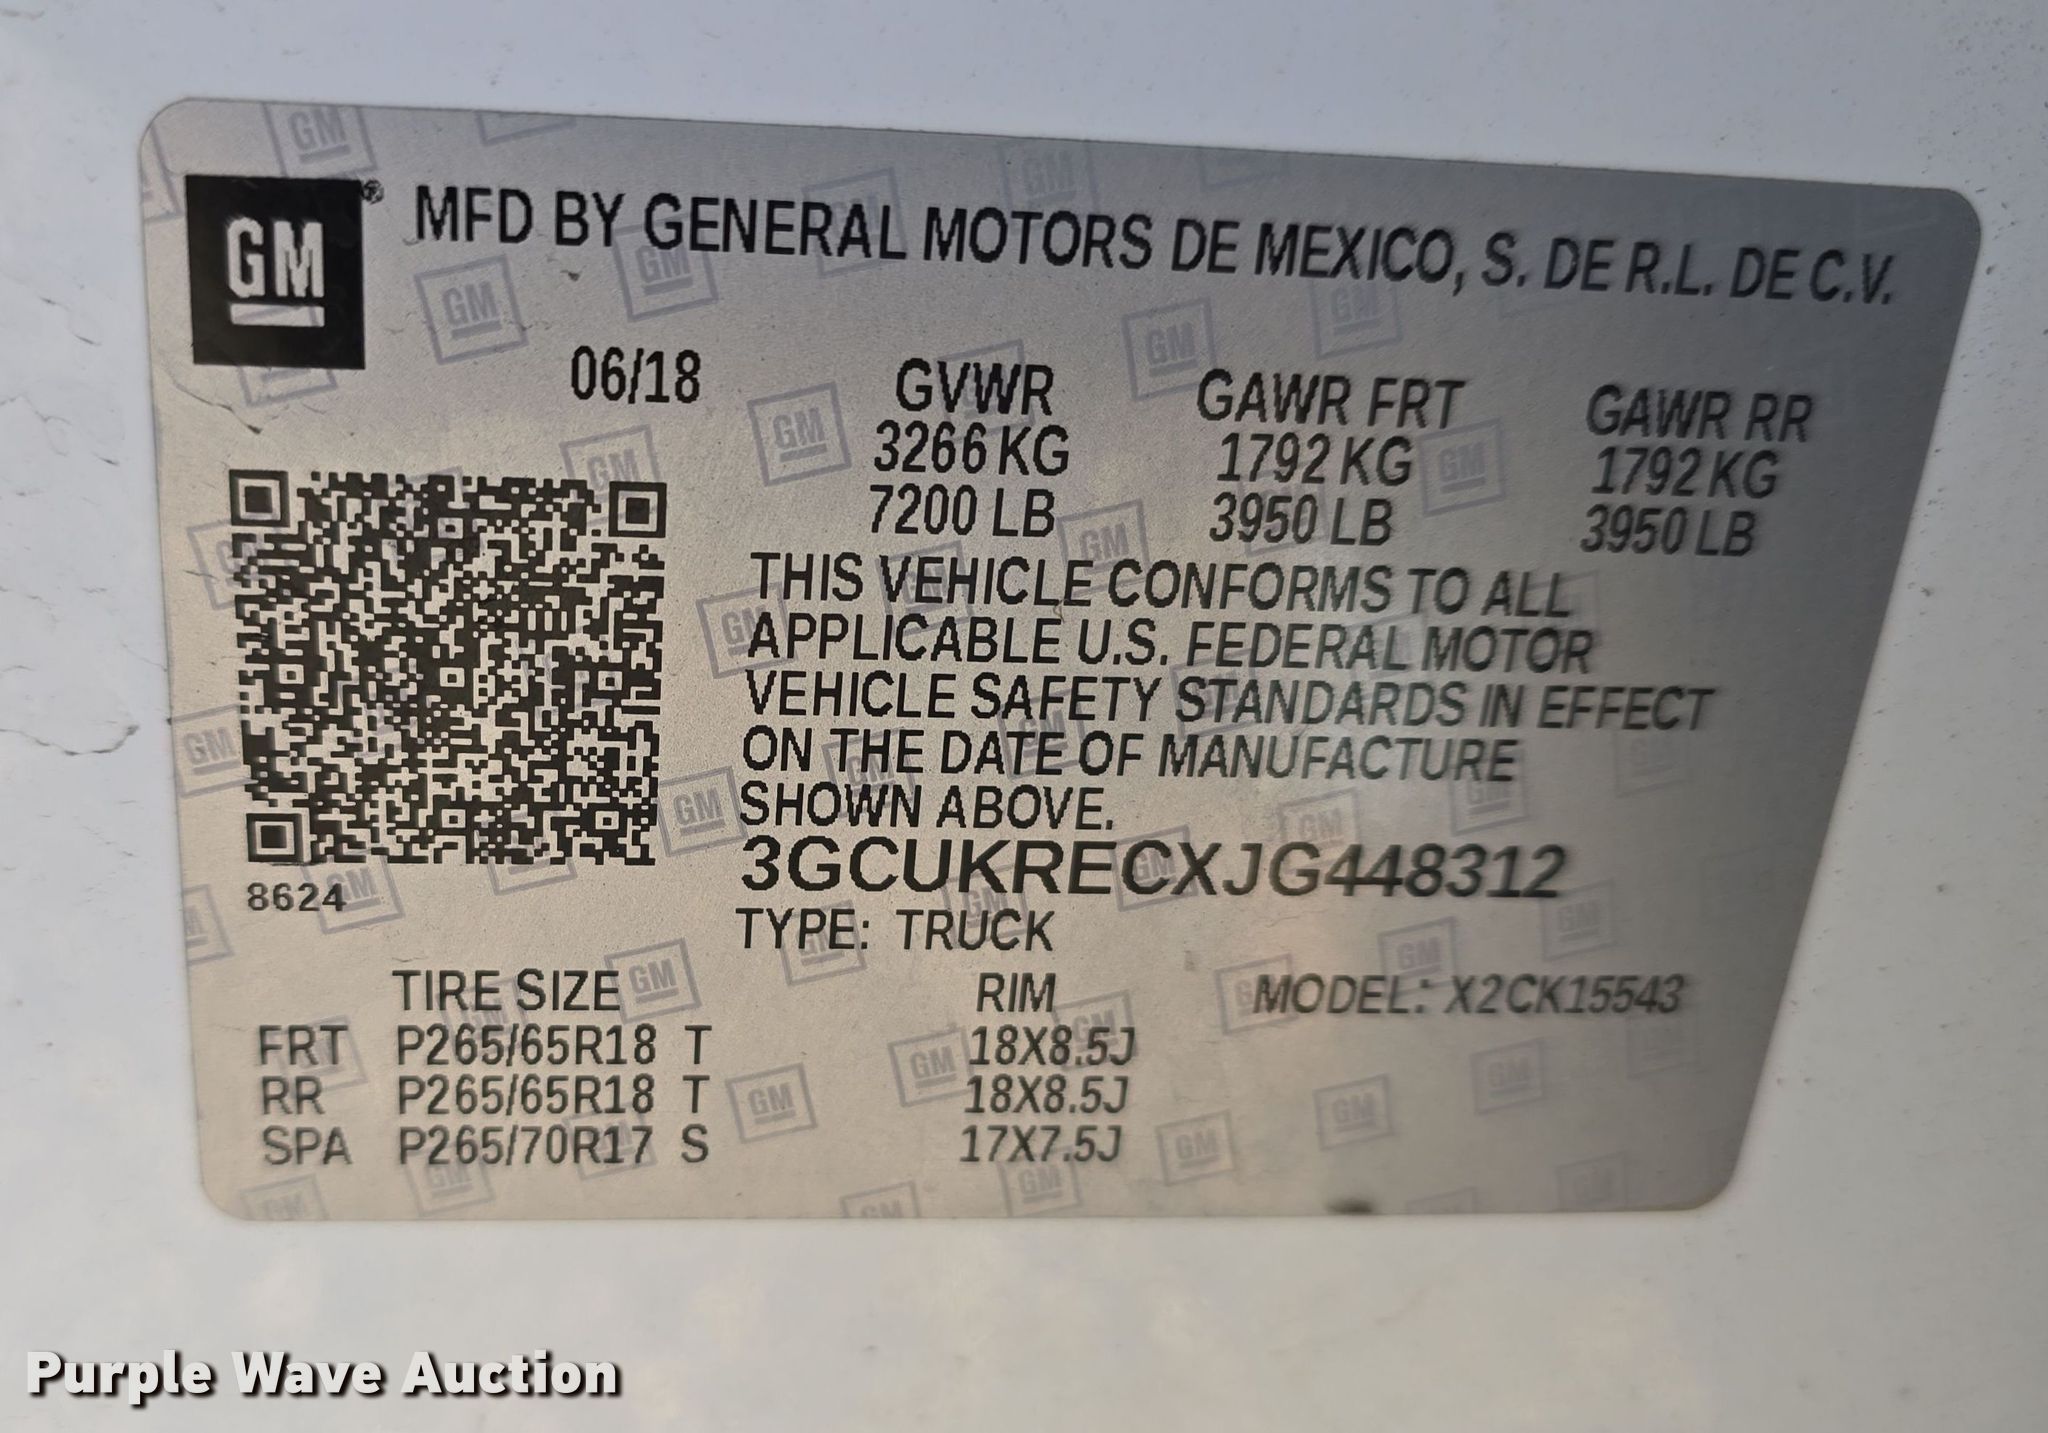 GM ® MFD BY GENERAL MOTORS DE MEXICO, S. DE R.L. DE C.V.
06/18
GVWR
3266 KG
7200 LB
GAWR FRT
1792 KG
3950 LB
GAWR RR
1792 KG
3950 LB
THIS VEHICLE CONFORMS TO ALL
APPLICABLE U.S. FEDERAL MOTOR
VEHICLE SAFETY STANDARDS IN EFFECT
ON THE DATE OF MANUFACTURE
SHOWN ABOVE.
3GCUKRECXJG448312
8624
TYPE: TRUCK
TIRE SIZE RIM MODEL: X2CK15543
FRT P265/65R18 T 18X8.5J
RR P265/65R18 T 18X8.5J
SPA P265/70R17 S 17X7.5J
Purple Wave Auction